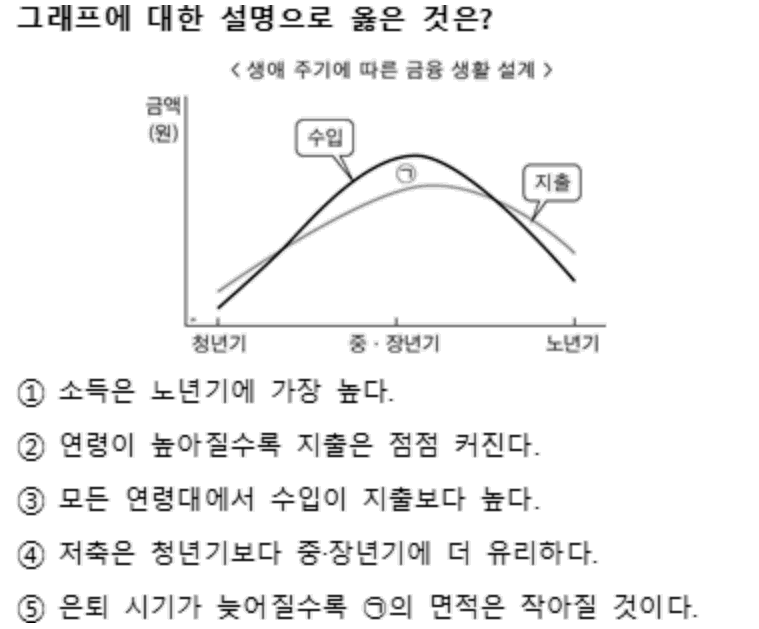 그래프에 대한 설명으로 옳은 것은?
< 생애 주기에 따른 금융 생활 설계 >
금액
(원)
수입
㉠
지출
청년기 중 · 장년기 노년기
① 소득은 노년기에 가장 높다.
② 연령이 높아질수록 지출은 점점 커진다.
③ 모든 연령대에서 수입이 지출보다 높다.
④ 저축은 청년기보다 중·장년기에 더 유리하다.
⑤ 은퇴 시기가 늦어질수록 ㉠의 면적은 작아질 것이다.